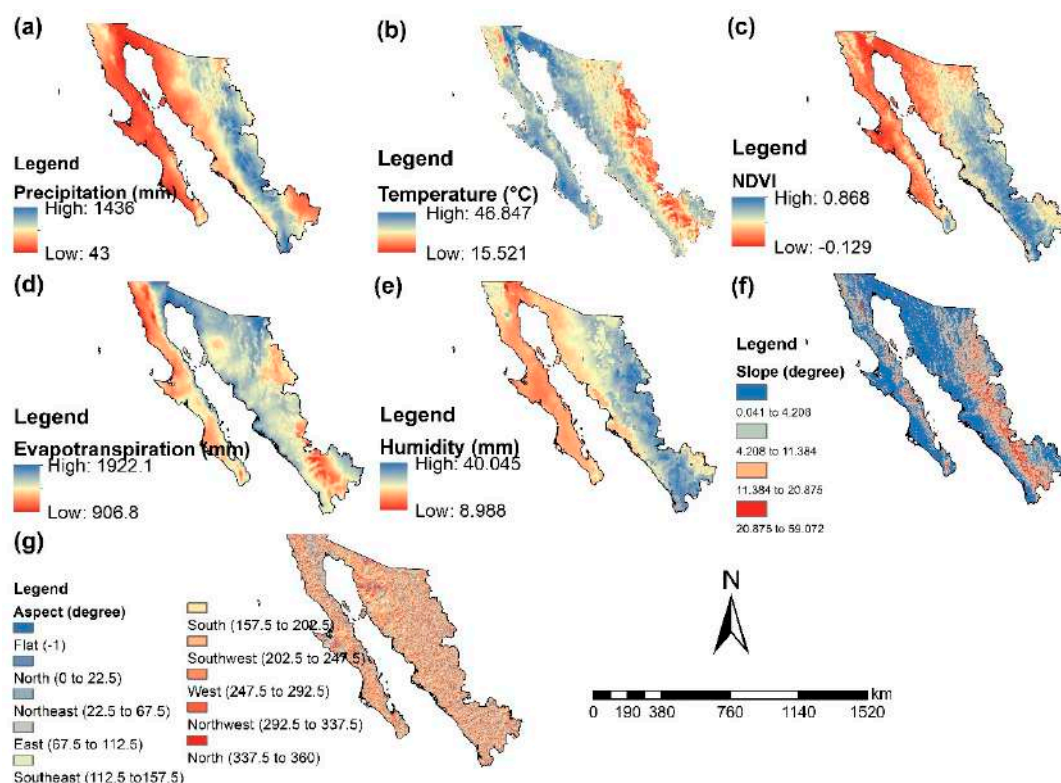 (a)
Legend
Precipitation (mm)
High: 1436
Low: 43
(b)
Legend
Temperature (°C)
High: 46.847
Low: 15.521
(c)
Legend
NDVI
High: 0.868
Low: -0.129
(d)
Legend
Evapotranspiration (mm)
High: 1922.1
Low: 906.8
(e)
Legend
Humidity (mm)
High: 40.045
Low: 8.988
(f)
Legend
Slope (degree)
0.041 to 4.208
4.208 to 11.384
11.384 to 20.875
20.875 to 59.072
(g)
Legend
Aspect (degree)
Flat (-1)
North (0 to 22.5)
Northeast (22.5 to 67.5)
East (67.5 to 112.5)
Southeast (112.5 to157.5)
South (157.5 to 202.5)
Southwest (202.5 to 247.5)
West (247.5 to 292.5)
Northwest (292.5 to 337.5)
North (337.5 to 360)
N
km
0 190 380 760 1140 1520